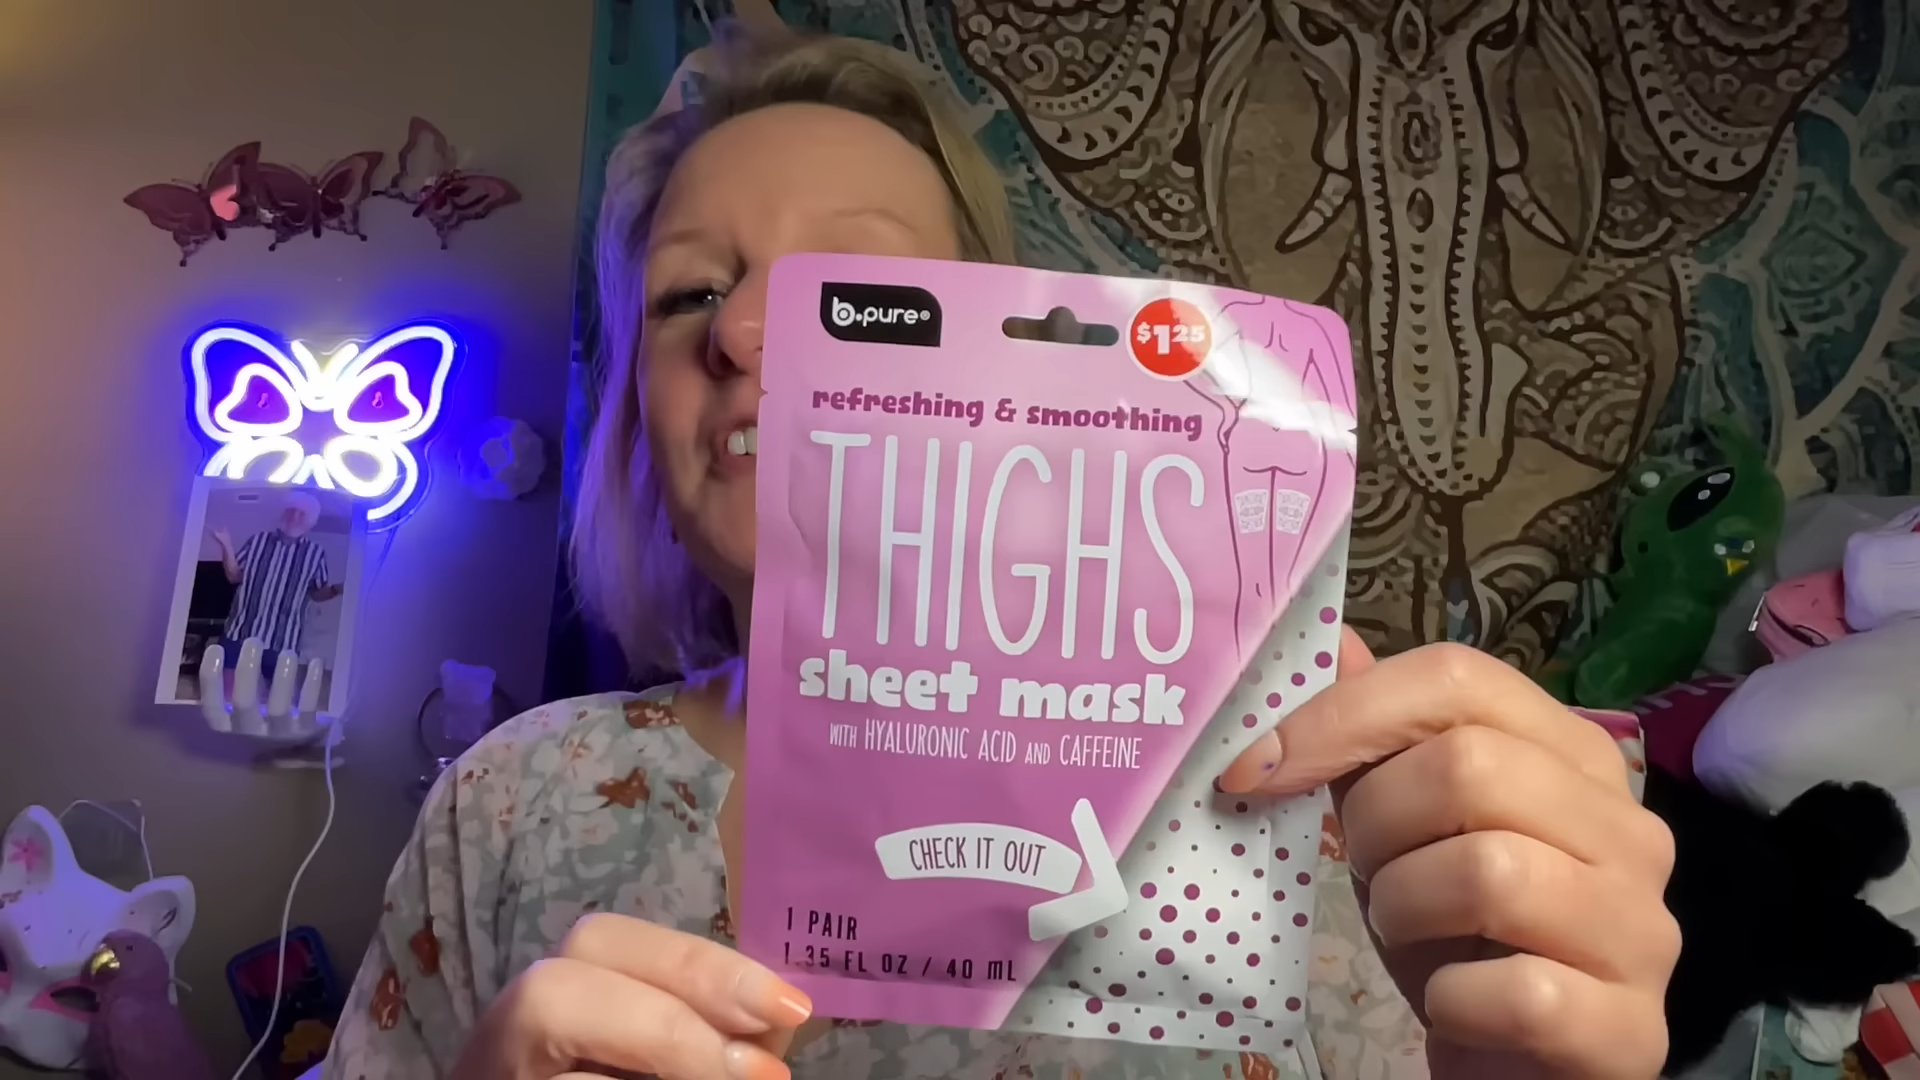 b.pure®
$1.25
refreshing & smoothing
THIGHS
sheet mask
WITH HYALURONIC ACID AND CAFFEINE
CHECK IT OUT
1 PAIR
1.35 FL OZ / 40 mL